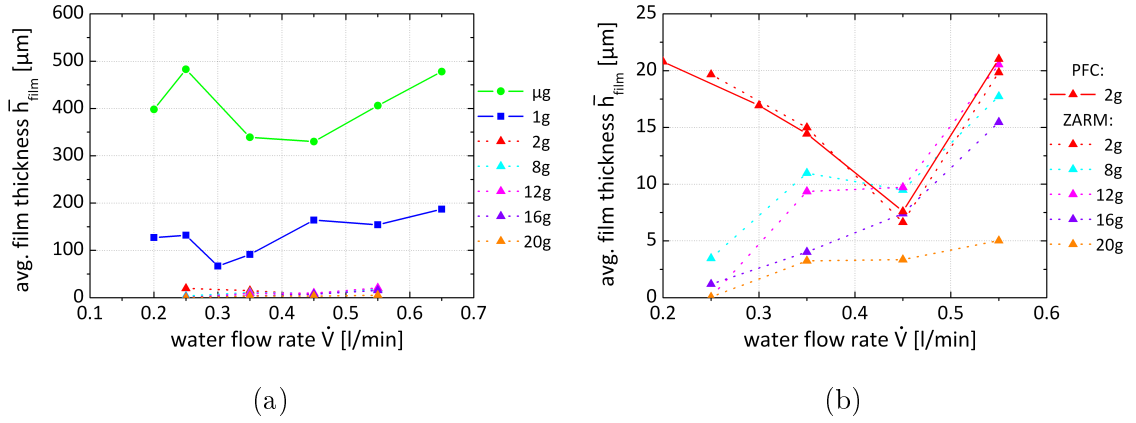 600
500
400
300
200
100
0
0.1 0.2 0.3 0.4 0.5 0.6 0.7
avg. film thickness h̄film [µm]
water flow rate V̇ [l/min]
µg
1g
2g
8g
12g
16g
20g
(a)
25
20
15
10
5
0
0.2 0.3 0.4 0.5 0.6
avg. film thickness h̄film [µm]
water flow rate V̇ [l/min]
PFC:
2g
ZARM:
2g
8g
12g
16g
20g
(b)